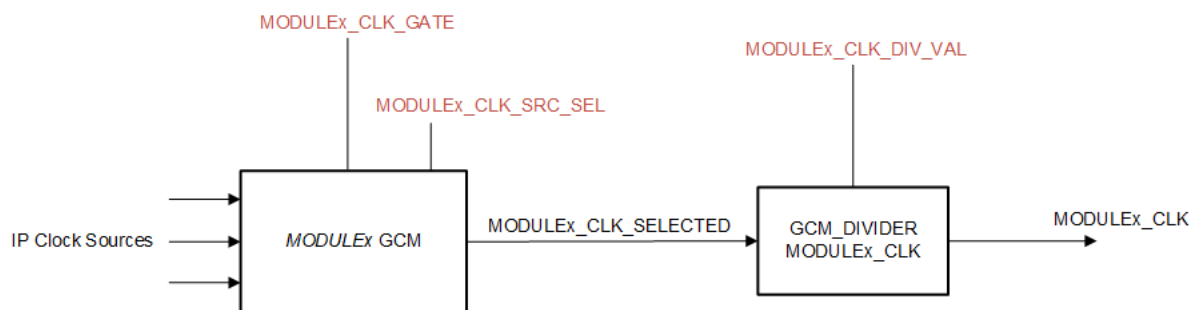 MODULEx_CLK_GATE
MODULEx_CLK_DIV_VAL
MODULEx_CLK_SRC_SEL
IP Clock Sources
MODULEx GCM
MODULEx_CLK_SELECTED
GCM_DIVIDER
MODULEx_CLK
MODULEx_CLK